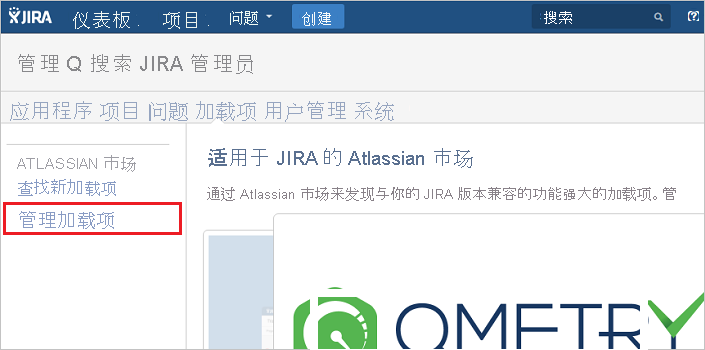 JIRA 仪表板. 项目. 问题 创建 搜索
管理 Q 搜索 JIRA 管理员
应用程序 项目 问题 加载项 用户管理 系统
ATLASSIAN 市场
查找新加载项
管理加载项
适用于 JIRA 的 Atlassian 市场
通过 Atlassian 市场来发现与你的 JIRA 版本兼容的功能强大的加载项。管
QMETRY